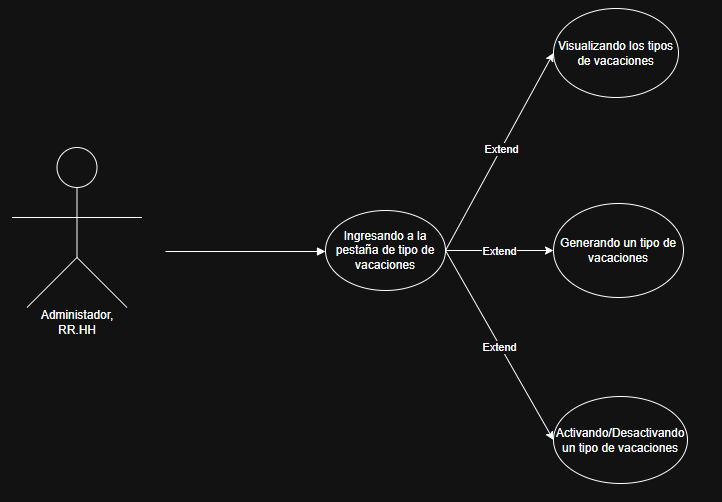 Visualizando los tipos
de vacaciones
Extend
Ingresando a la
pestaña de tipo de
vacaciones
Extend
Generando un tipo de
vacaciones
Administador,
RR.HH
Extend
Activando/Desactivando
un tipo de vacaciones